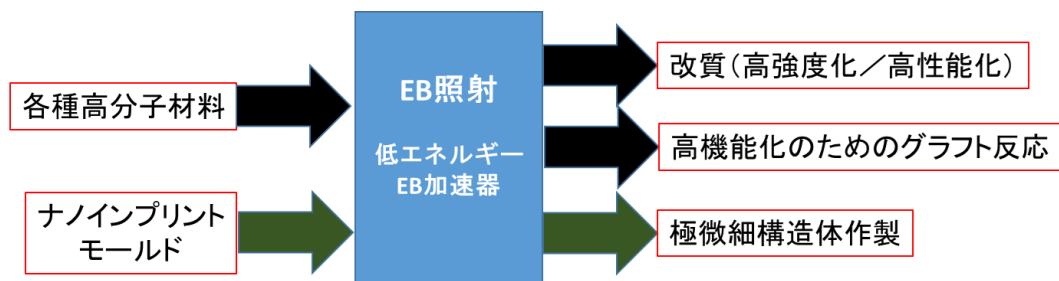 各種高分子材料
ナノインプリント
モールド
EB照射
低エネルギー
EB加速器
改質（高強度化／高性能化）
高機能化のためのグラフト反応
極微細構造体作製